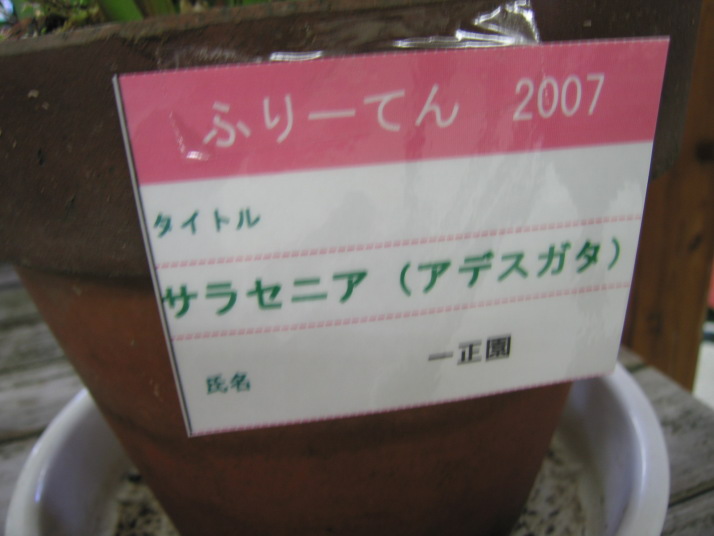 ふりーてん 2007
タイトル
サラセニア（アデスガタ）
氏名 一正園